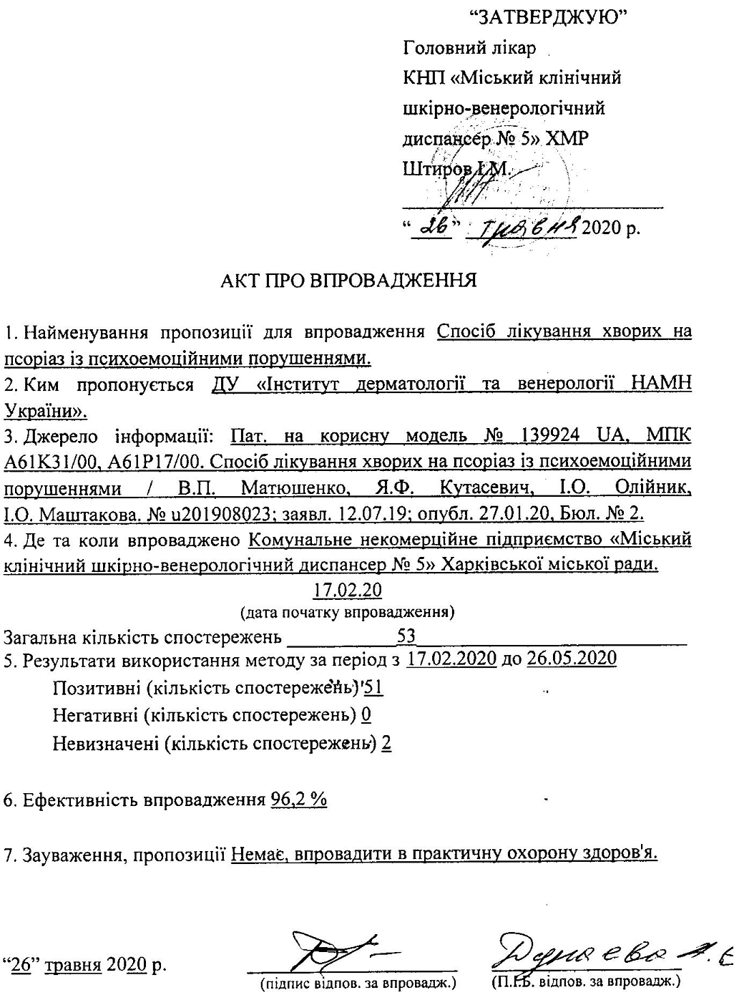 “ЗАТВЕРДЖУЮ”
Головний лікар
КНП «Міський клінічний
шкірно-венерологічний
диспансер № 5» ХМР
Штиров І.М.
“26” травня 2020 р.
АКТ ПРО ВПРОВАДЖЕННЯ
1. Найменування пропозиції для впровадження Спосіб лікування хворих на
псоріаз із психоемоційними порушеннями.
2. Ким пропонується ДУ «Інститут дерматології та венерології НАМН
України».
3. Джерело інформації: Пат. на корисну модель № 139924 UA, МПК
А61К31/00, А61Р17/00. Спосіб лікування хворих на псоріаз із психоемоційними
порушеннями / В.П. Матюшенко, Я.Ф. Кутасевич, І.О. Олійник,
І.О. Маштакова. № u201908023; заявл. 12.07.19; опубл. 27.01.20, Бюл. № 2.
4. Де та коли впроваджено Комунальне некомерційне підприємство «Міський
клінічний шкірно-венерологічний диспансер № 5» Харківської міської ради.
17.02.20
(дата початку впровадження)
Загальна кількість спостережень 53
5. Результати використання методу за період з 17.02.2020 до 26.05.2020
Позитивні (кількість спостережень) 51
Негативні (кількість спостережень) 0
Невизначені (кількість спостережень) 2
6. Ефективність впровадження 96,2 %
7. Зауваження, пропозиції Немає, впровадити в практичну охорону здоров'я.
“26” травня 2020 р.
(підпис відпов. за впровадж.)
(П.І.Б. відпов. за впровадж.)